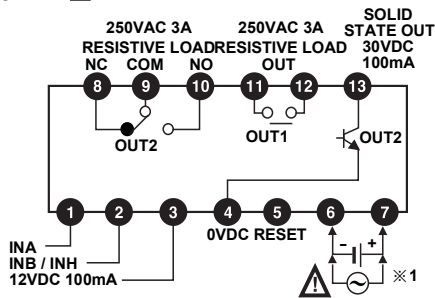 SOLID
250VAC 3A 250VAC 3A STATE OUT
RESISTIVE LOAD RESISTIVE LOAD 30VDC
NC COM NO OUT 100mA
8 9 10 11 12 13
OUT2 OUT1 OUT2
1 2 3 4 5 6 7
0VDC RESET
INA
INB / INH
12VDC 100mA
- +
※1